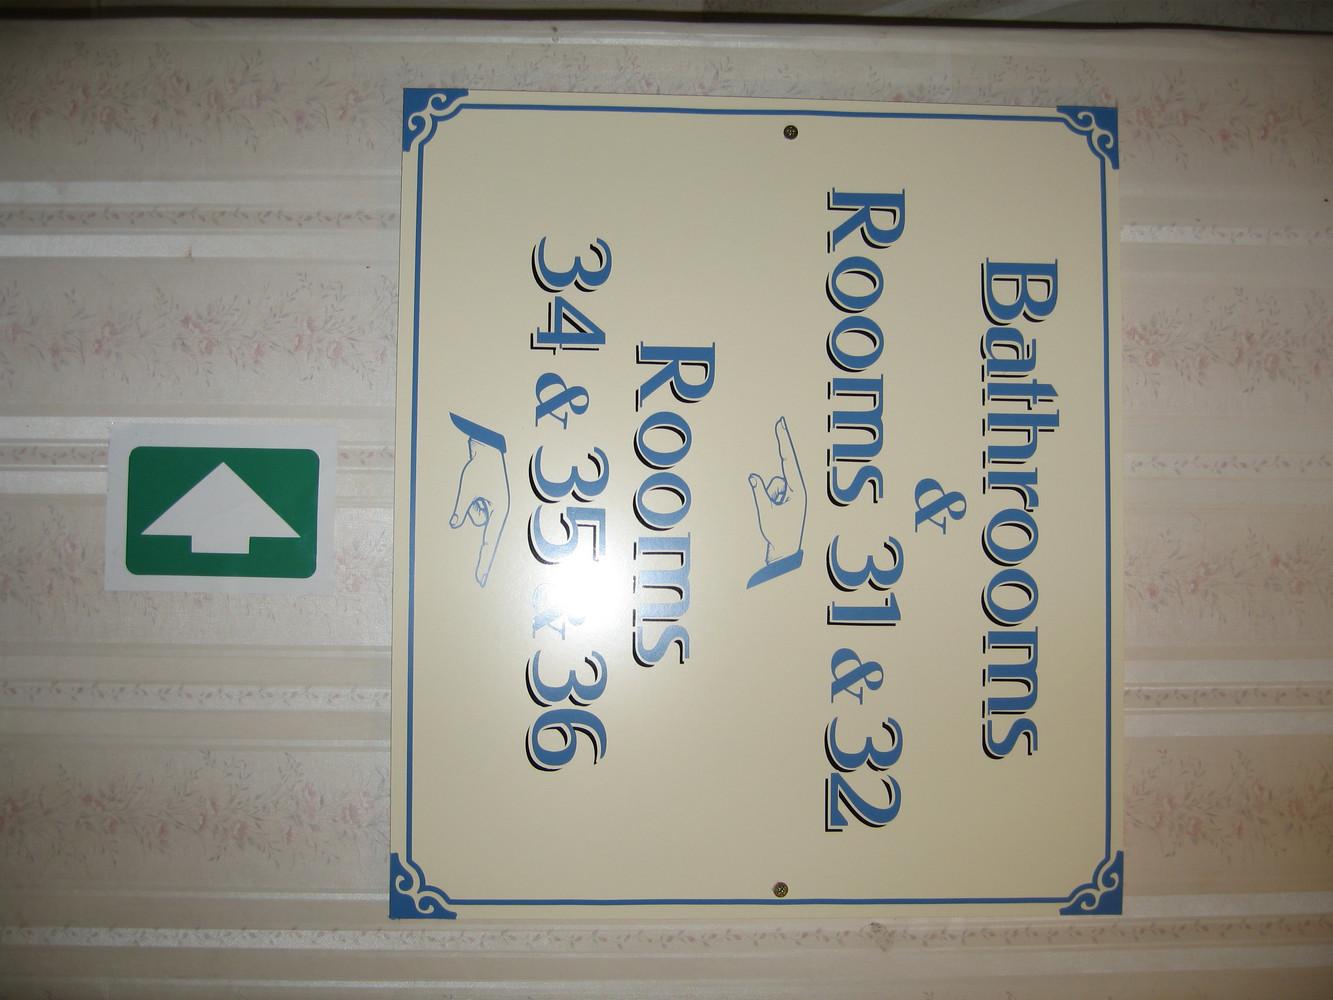 Bathrooms
&
Rooms 31 & 32
Rooms
34 & 35 & 36